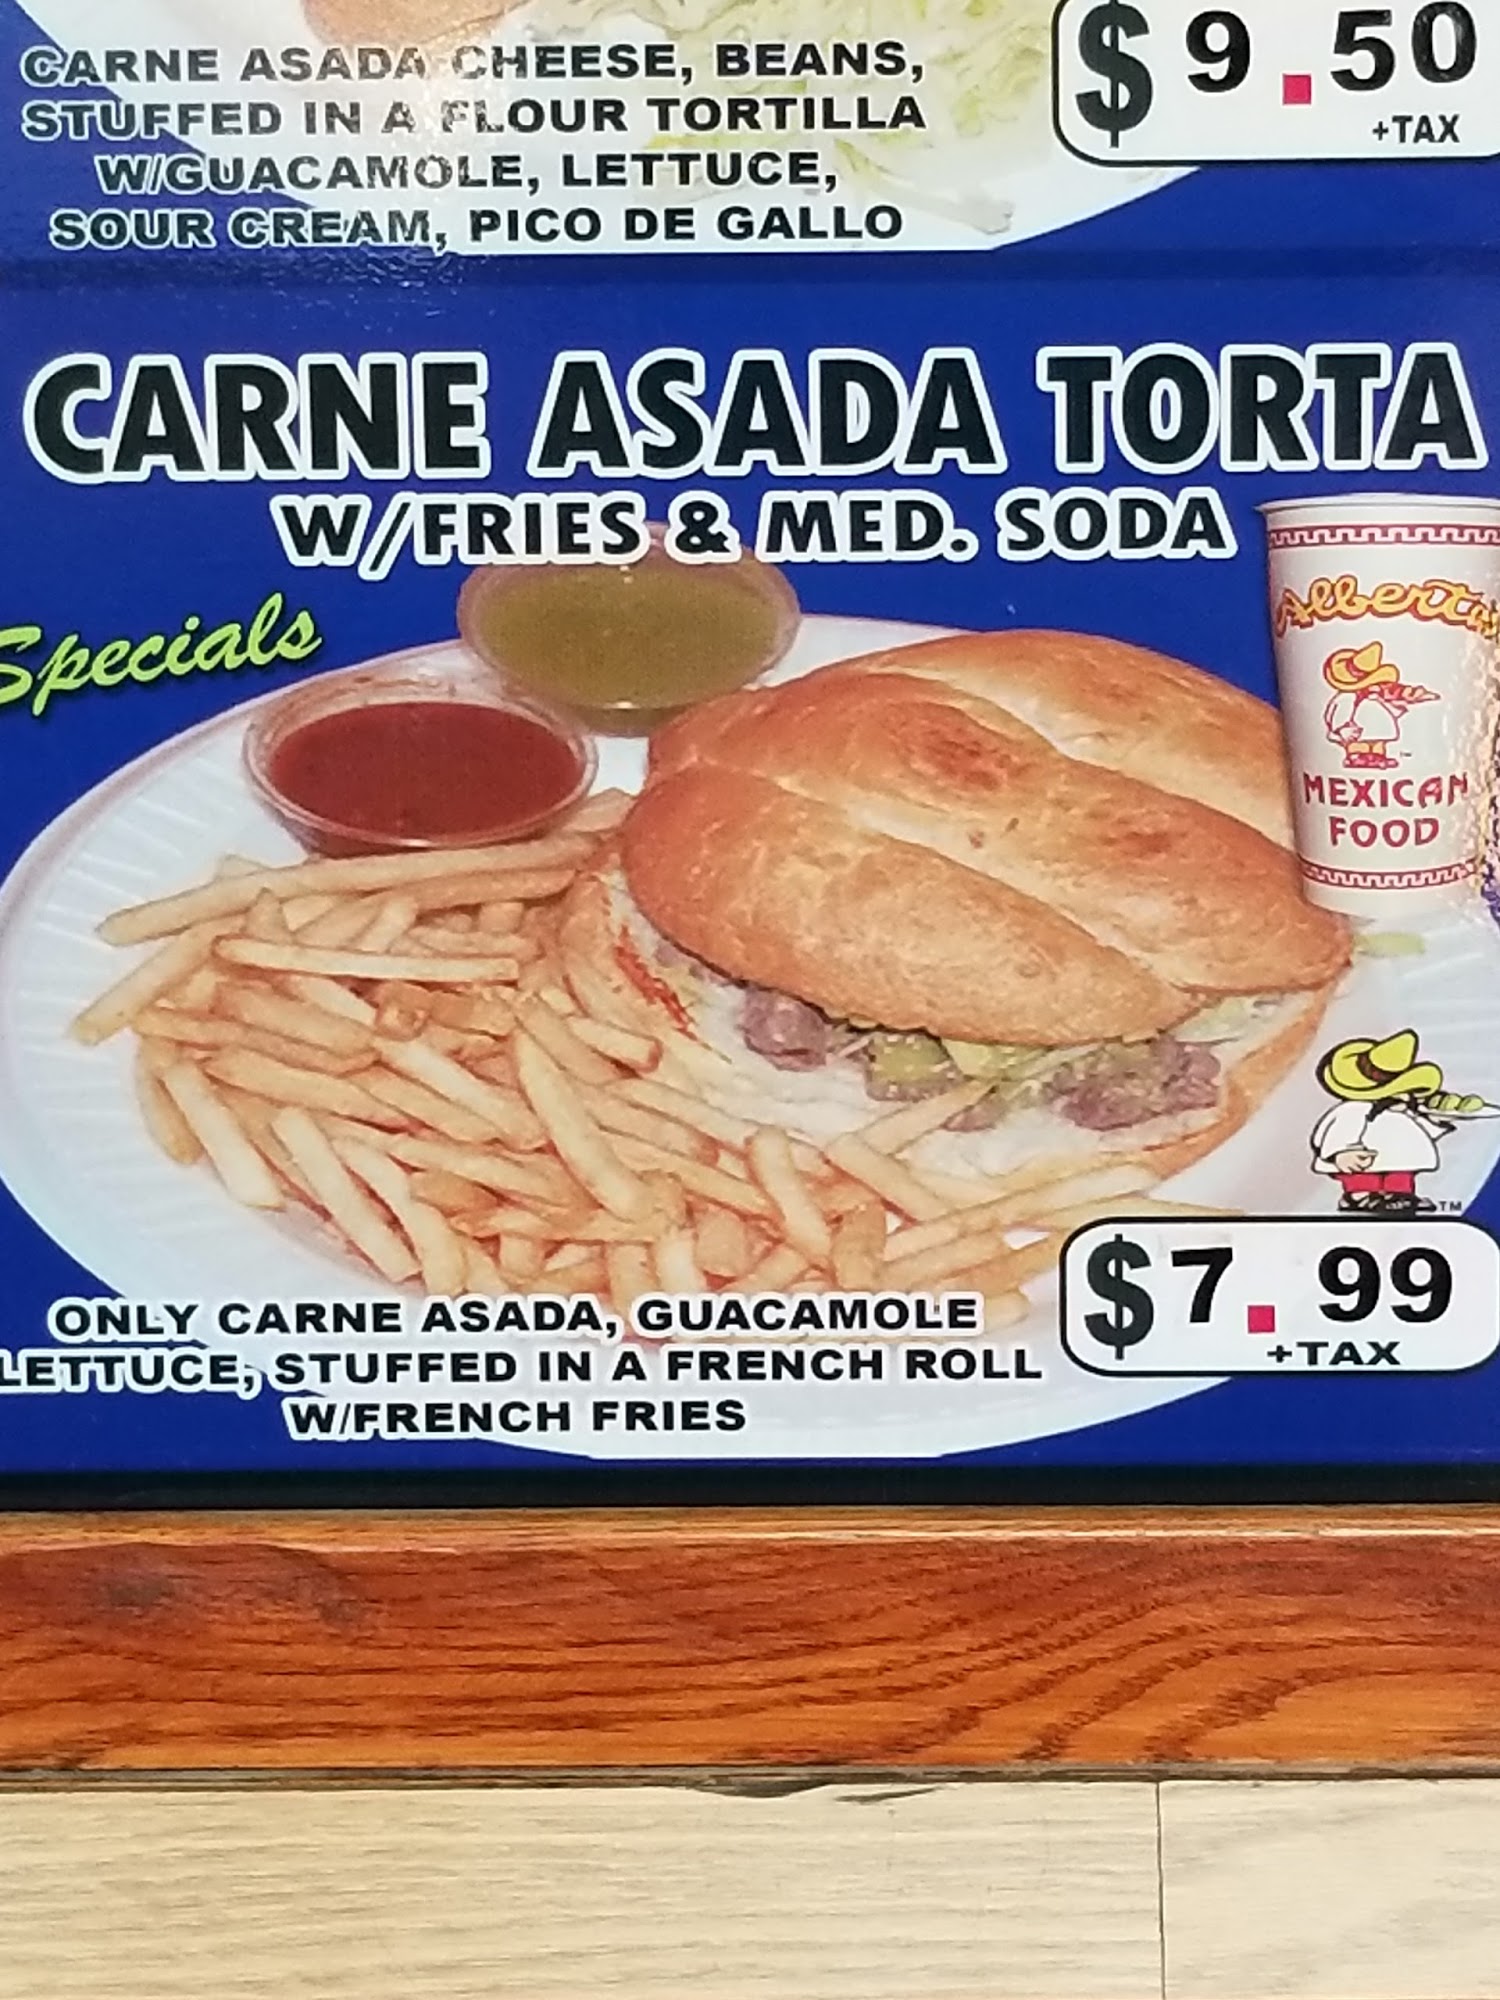 CARNE ASADA CHEESE, BEANS,
STUFFED IN A FLOUR TORTILLA
W/GUACAMOLE, LETTUCE,
SOUR CREAM, PICO DE GALLO
$ 9.50
+TAX
CARNE ASADA TORTA
W/FRIES & MED. SODA
Specials
MEXICAN
FOOD
TM
$7.99
+TAX
ONLY CARNE ASADA, GUACAMOLE
LETTUCE, STUFFED IN A FRENCH ROLL
W/FRENCH FRIES